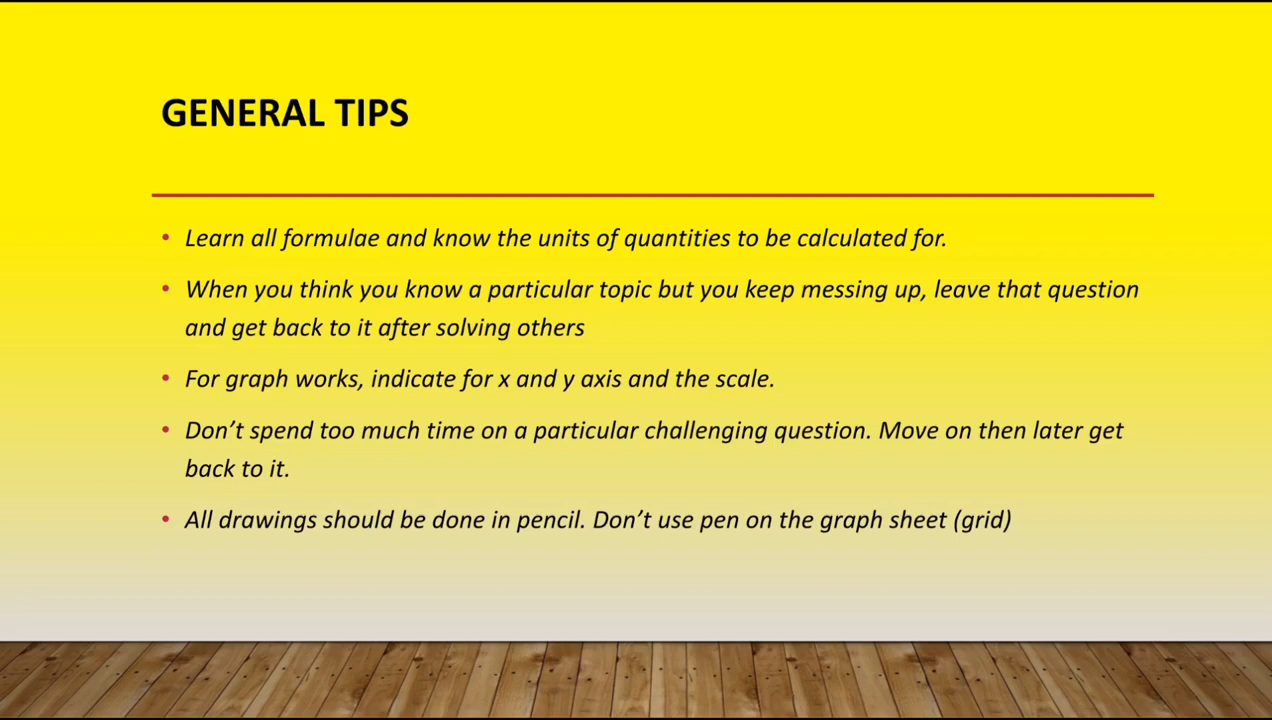 GENERAL TIPS
• Learn all formulae and know the units of quantities to be calculated for.
• When you think you know a particular topic but you keep messing up, leave that question
and get back to it after solving others
• For graph works, indicate for x and y axis and the scale.
• Don’t spend too much time on a particular challenging question. Move on then later get
back to it.
• All drawings should be done in pencil. Don’t use pen on the graph sheet (grid)